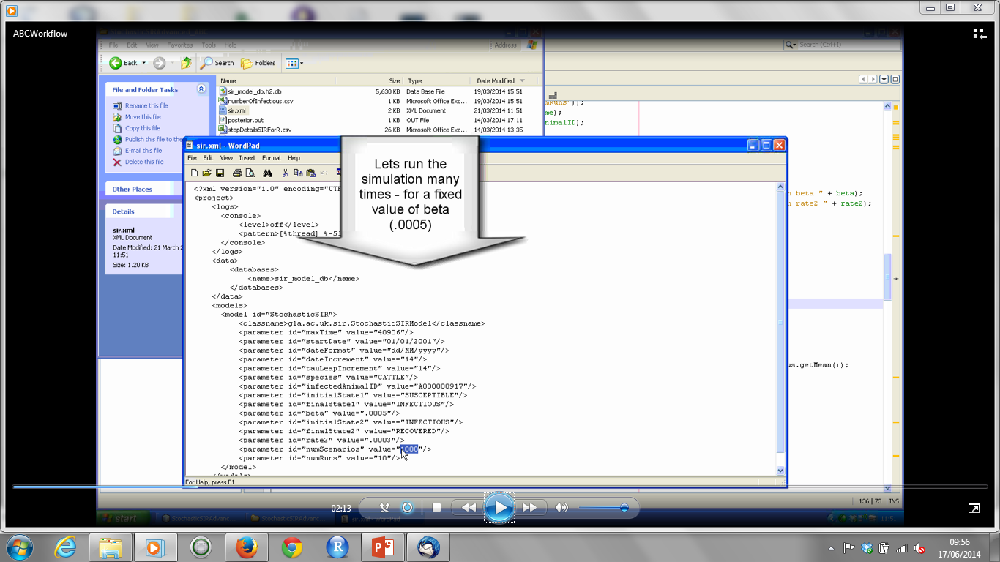 ABCWorkflow
File Edit View Favorites Tools Help
Address
Search (Ctrl+I)
Back
Search
Folders
Name Size Type Date Modified
File and Folder Tasks
Rename this file
Move this file
Copy this file
Publish this file to the
E-mail this file
Delete this file
Other Places
Details
sir.xml
XML Document
Date Modified: 21 March 2
11:51
Size: 1.20 KB
sir_model_db.h2.db 5,630 KB Data Base File 19/03/2014 15:51
numberOfInfectious.csv 1 KB Microsoft Office Exc... 19/03/2014 15:51
sir.xml 2 KB XML Document 21/03/2014 11:51
posterior.out 1 KB OUT File 14/03/2014 17:11
stepDetailsSIRForR.csv 26 KB Microsoft Office Exc... 14/03/2014 13:35
mRuns"));
me);
nimalID);
n beta " + beta);
n rate2 " + rate2);
us.getMean());
sir.xml - WordPad
File Edit View Insert Format Help
Lets run the
simulation many
times - for a fixed
value of beta
(.0005)
<?xml version="1.0" encoding="UTF
<project>
<logs>
<console>
<level>off</level>
<pattern>[%thread] %-5l
</console>
</logs>
<data>
<databases>
<name>sir_model_db</name>
</databases>
</data>
<models>
<model id="StochasticSIR">
<classname>gla.ac.uk.sir.StochasticSIRModel</classname>
<parameter id="maxTime" value="40906"/>
<parameter id="startDate" value="01/01/2001"/>
<parameter id="dateFormat" value="dd/MM/yyyy"/>
<parameter id="dateIncrement" value="14"/>
<parameter id="tauLeapIncrement" value="14"/>
<parameter id="species" value="CATTLE"/>
<parameter id="infectedAnimalID" value="A000000917"/>
<parameter id="initialState1" value="SUSCEPTIBLE"/>
<parameter id="finalState1" value="INFECTIOUS"/>
<parameter id="beta" value=".0005"/>
<parameter id="initialState2" value="INFECTIOUS"/>
<parameter id="finalState2" value="RECOVERED"/>
<parameter id="rate2" value=".0003"/>
<parameter id="numScenarios" value="1000"/>
<parameter id="numRuns" value="10"/>
</model>
For Help, press F1
136 | 73 INS
02:13
start
StochasticSIRAdvanc...
StochasticSIRAdvanc...
sir.xml - WordPad
11:51
09:56
17/06/2014